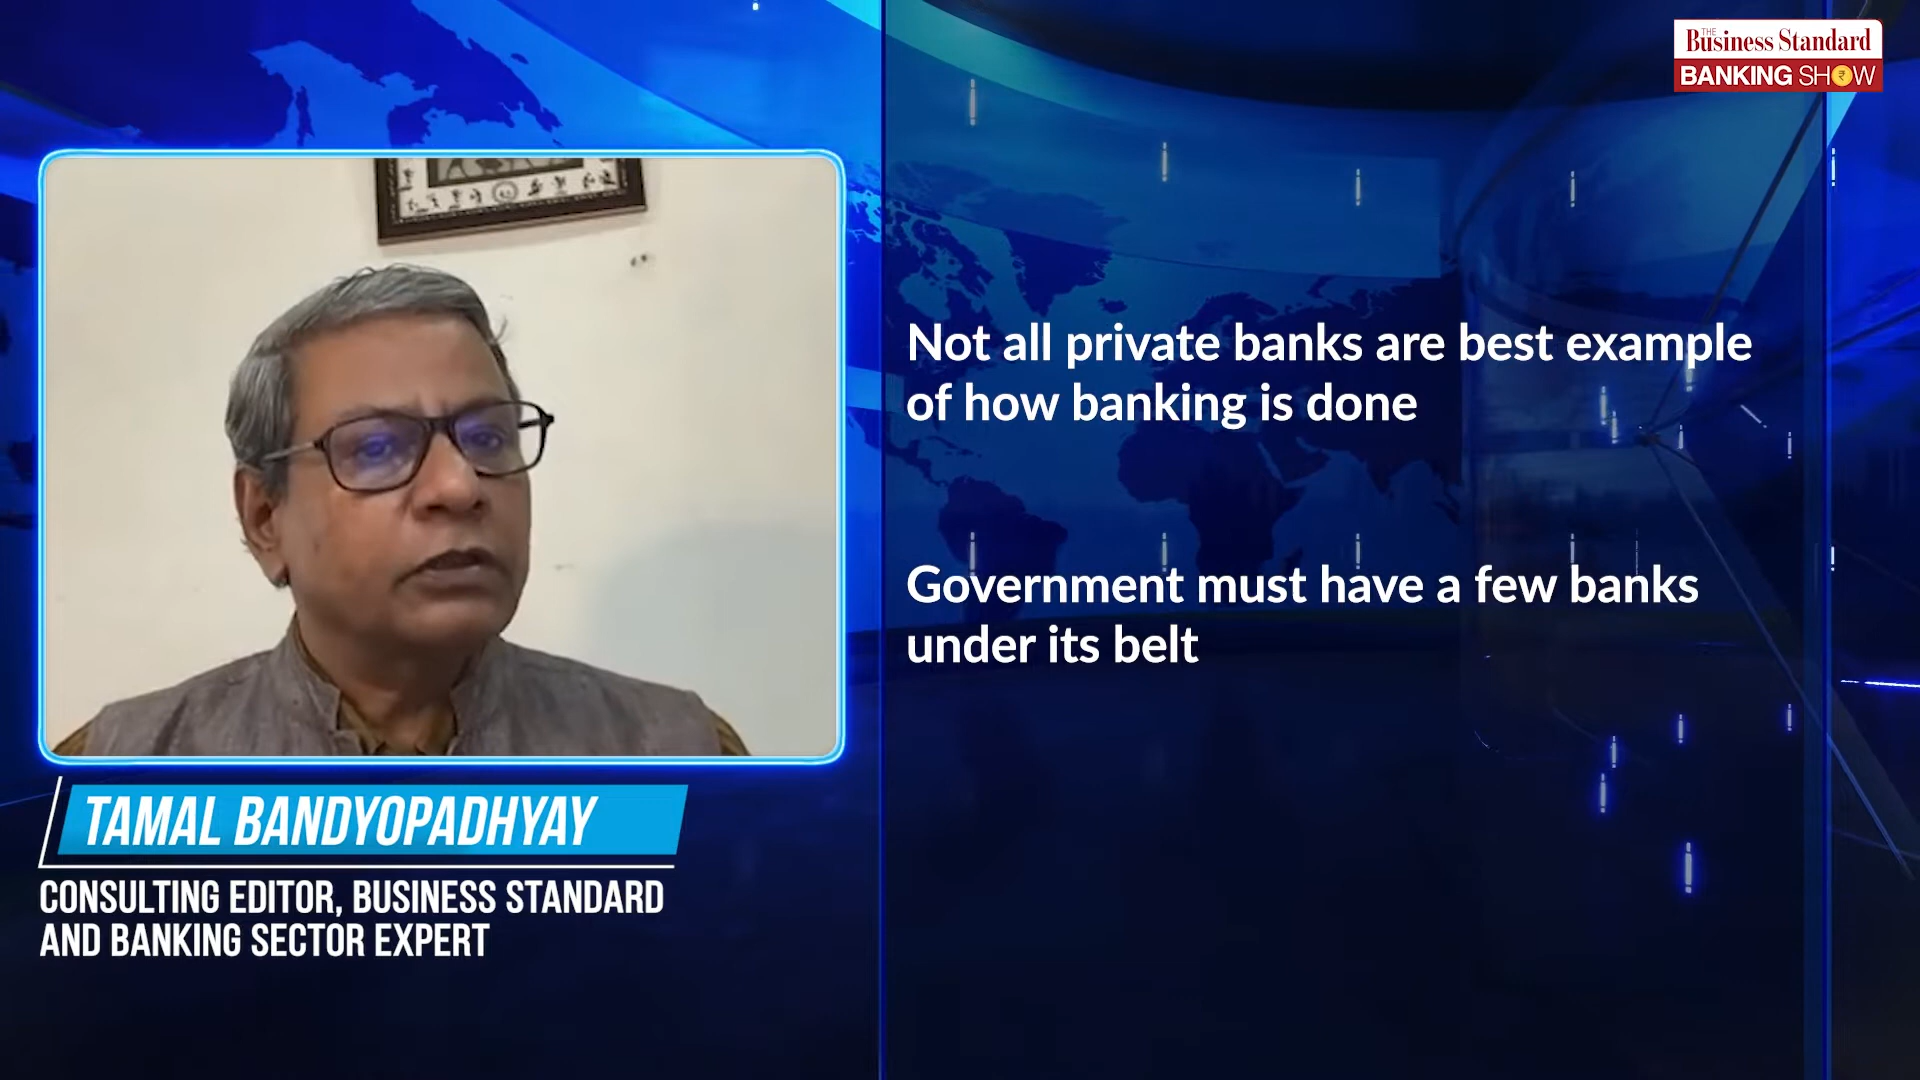 THE
Business Standard
BANKING SHOW
Not all private banks are best example
of how banking is done
Government must have a few banks
under its belt
TAMAL BANDYOPADHYAY
CONSULTING EDITOR, BUSINESS STANDARD
AND BANKING SECTOR EXPERT